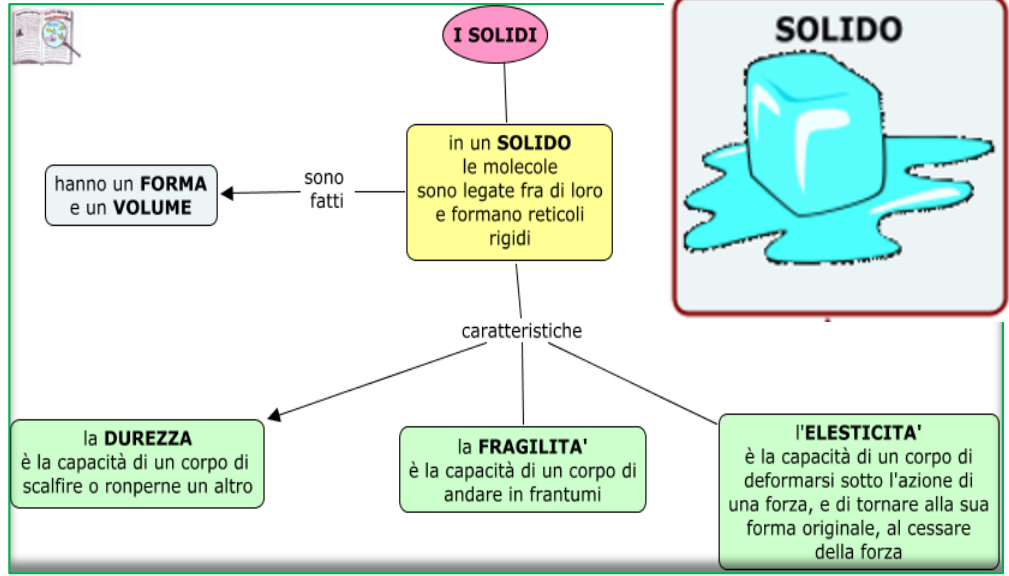 I SOLIDI
SOLIDO
in un SOLIDO
le molecole
sono legate fra di loro
e formano reticoli
rigidi
sono
fatti
hanno un FORMA
e un VOLUME
caratteristiche
la DUREZZA
è la capacità di un corpo di
scalfire o ronperne un altro
la FRAGILITA'
è la capacità di un corpo di
andare in frantumi
l'ELESTICITA'
è la capacità di un corpo di
deformarsi sotto l'azione di
una forza, e di tornare alla sua
forma originale, al cessare
della forza